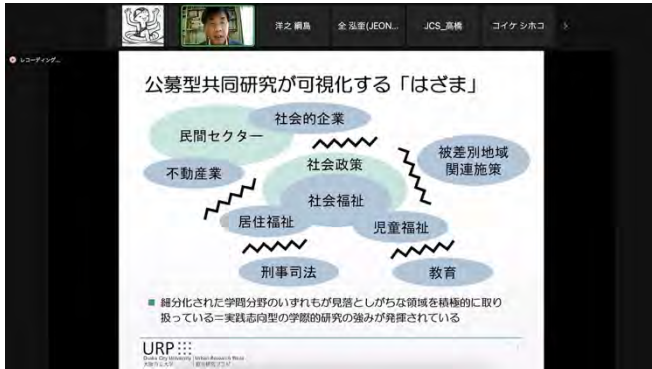 洋之 綱島
全 泓奎(JEON...
JCS_高橋
コイケ シホコ
レコーディング...
公募型共同研究が可視化する「はざま」
社会的企業
民間セクター
被差別地域
関連施策
不動産業
社会政策
社会福祉
居住福祉
児童福祉
刑事司法
教育
■ 細分化された学問分野のいずれもが見落としがちな領域を積極的に取り
扱っている＝実践志向型の学際的研究の強みが発揮されている
URP
Osaka City University Urban Research Plaza